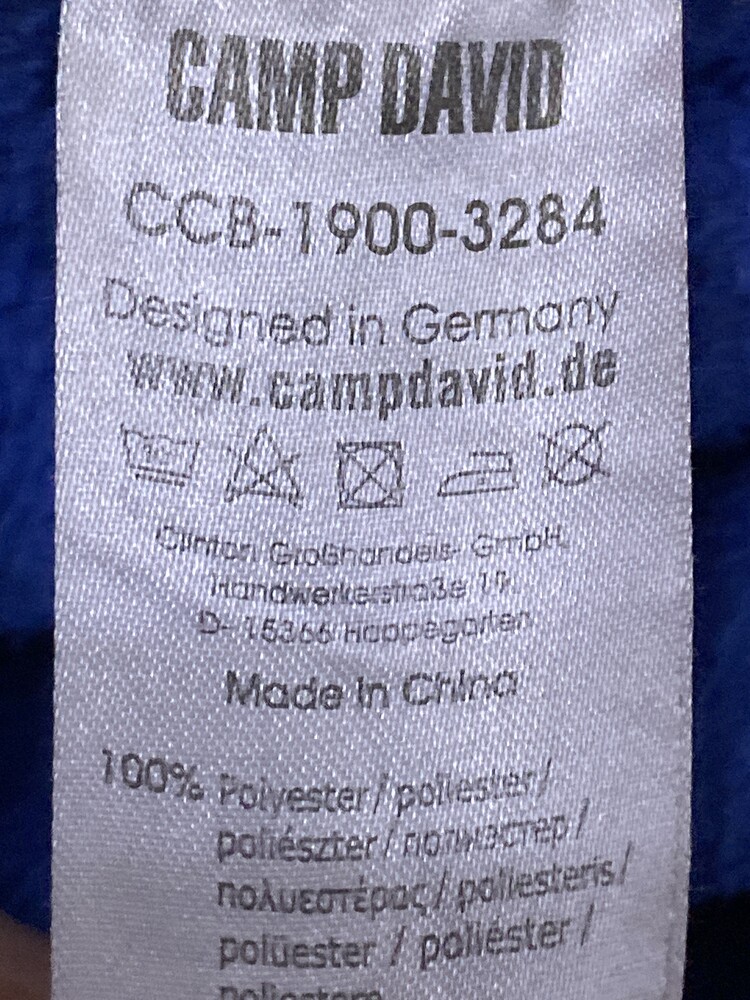 CAMP DAVID
CCB-1900-3284
Designed in Germany
www.campdavid.de
Clinton Großhandels- GmbH
Handwerkerstraße 19
D- 15366 Hoppegarten
Made in China
100% Polyester / poliester /
poliészter / полиэстер /
πολυεστέρας / poliesteris /
polüester / poliéster /